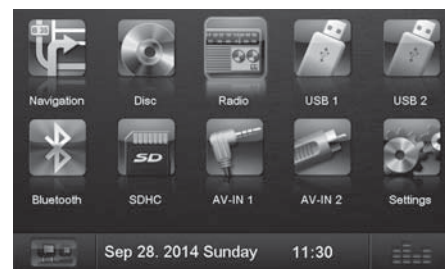 Navigation Disc Radio USB 1 USB 2
SD
Bluetooth SDHC AV-IN 1 AV-IN 2 Settings
Sep 28. 2014 Sunday 11:30